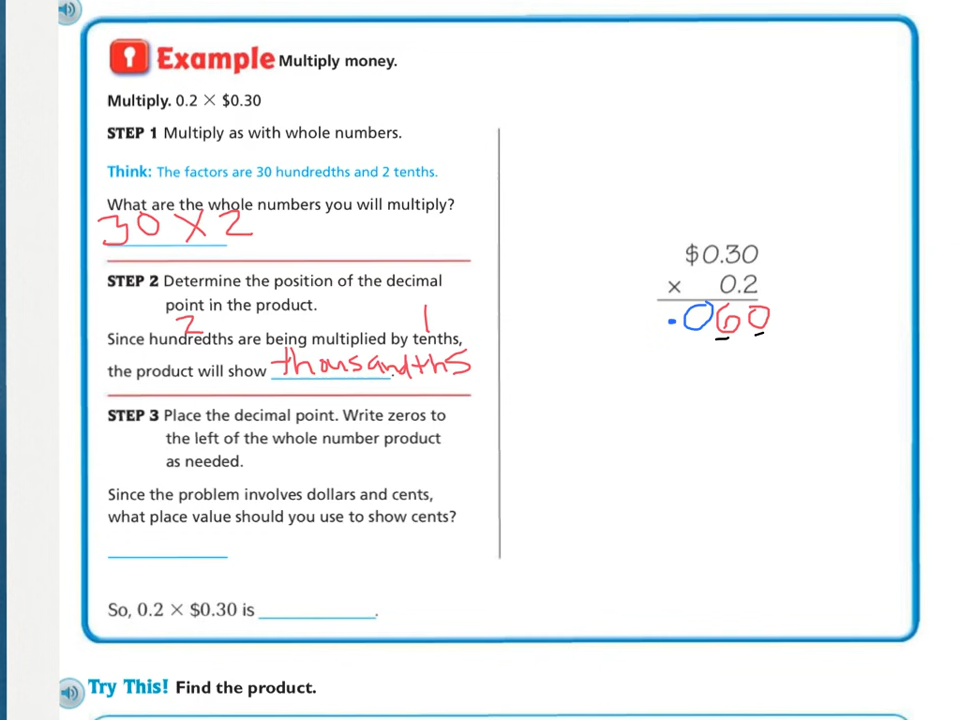 Example Multiply money.
Multiply. 0.2 × $0.30
STEP 1 Multiply as with whole numbers.
Think: The factors are 30 hundredths and 2 tenths.
What are the whole numbers you will multiply?
30 × 2
STEP 2 Determine the position of the decimal
point in the product.
2 1
Since hundredths are being multiplied by tenths,
the product will show thousandths.
STEP 3 Place the decimal point. Write zeros to
the left of the whole number product
as needed.
Since the problem involves dollars and cents,
what place value should you use to show cents?
So, 0.2 × $0.30 is ____________.
$0.30
× 0.2
.060
Try This! Find the product.